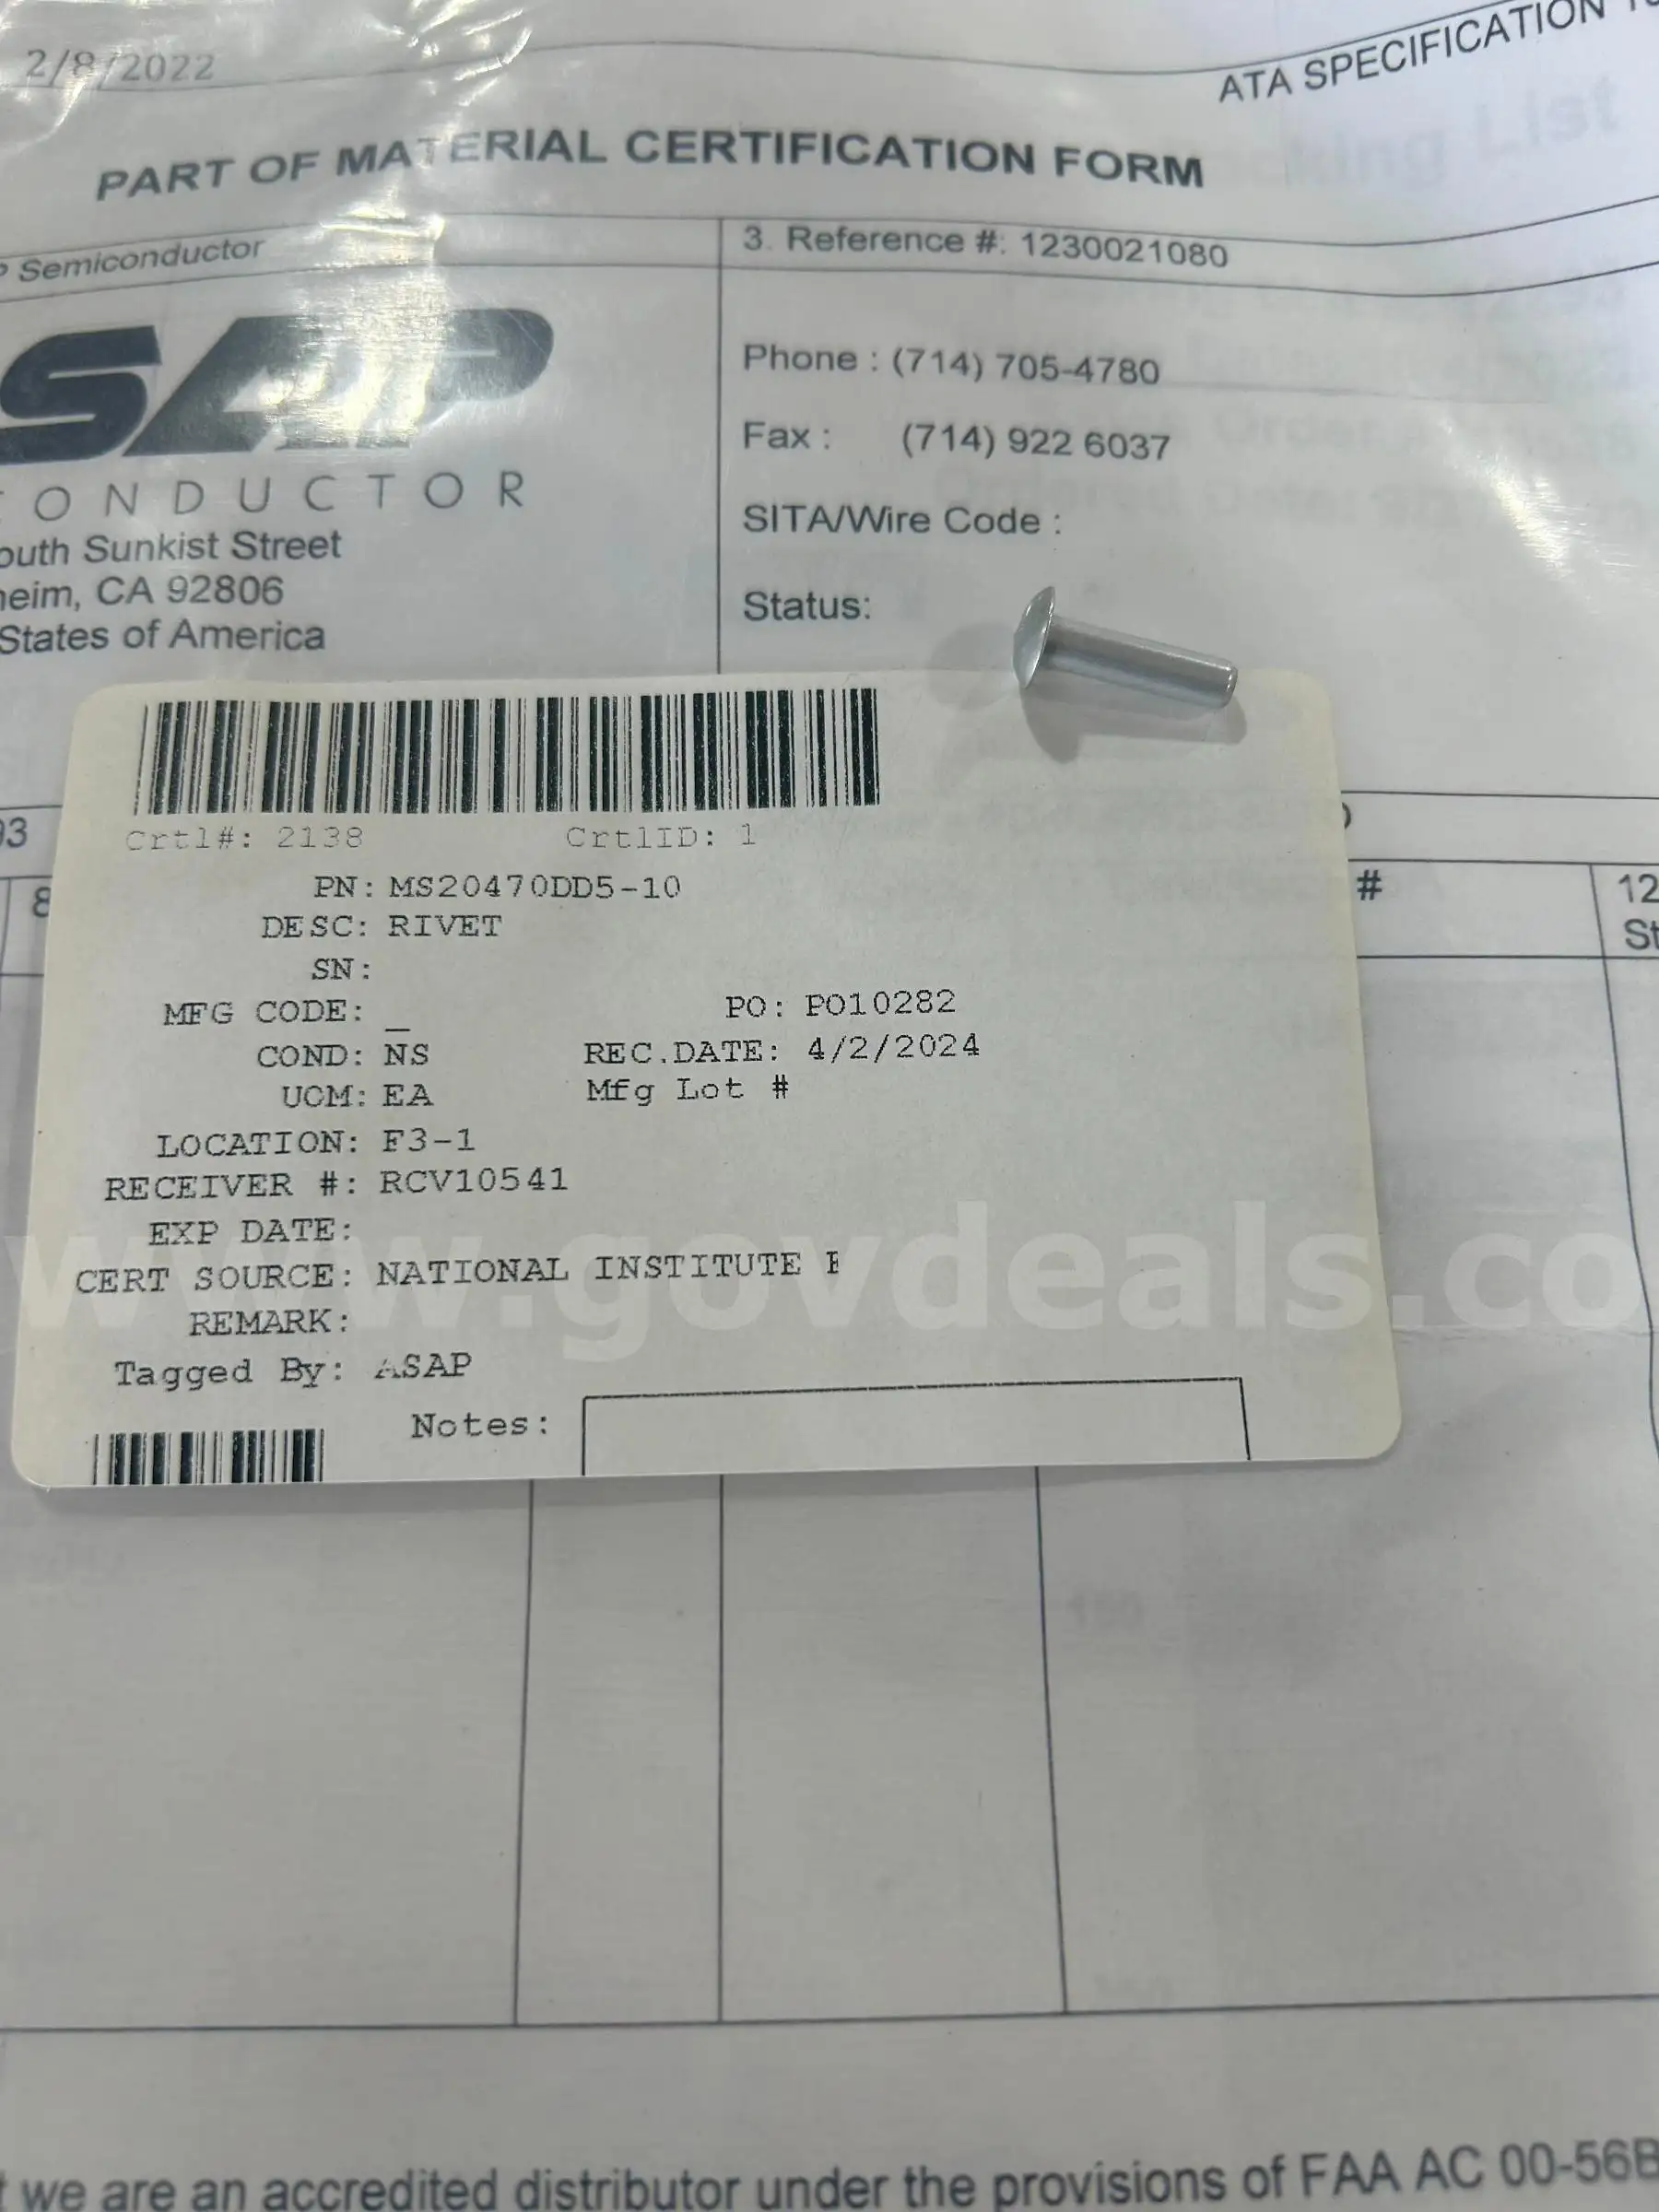 2/8/2022
ATA SPECIFICATION
PART OF MATERIAL CERTIFICATION FORM
Semiconductor
3. Reference #: 1230021080
SAP
ONDUCTOR
Phone : (714) 705-4780
Fax : (714) 922 6037
SITA/Wire Code :
Status:
outh Sunkist Street
heim, CA 92806
States of America
93
8
#
12
St
Crtl#: 2138 CrtlID: 1
PN: MS20470DD5-10
DESC: RIVET
SN:
MFG CODE: _ PO: PO10282
COND: NS REC.DATE: 4/2/2024
UOM: EA Mfg Lot #
LOCATION: F3-1
RECEIVER #: RCV10541
EXP DATE:
CERT SOURCE: NATIONAL INSTITUTE
REMARK:
Tagged By: ASAP
Notes:
www.govdeals.co
we are an accredited distributor under the provisions of FAA AC 00-56B